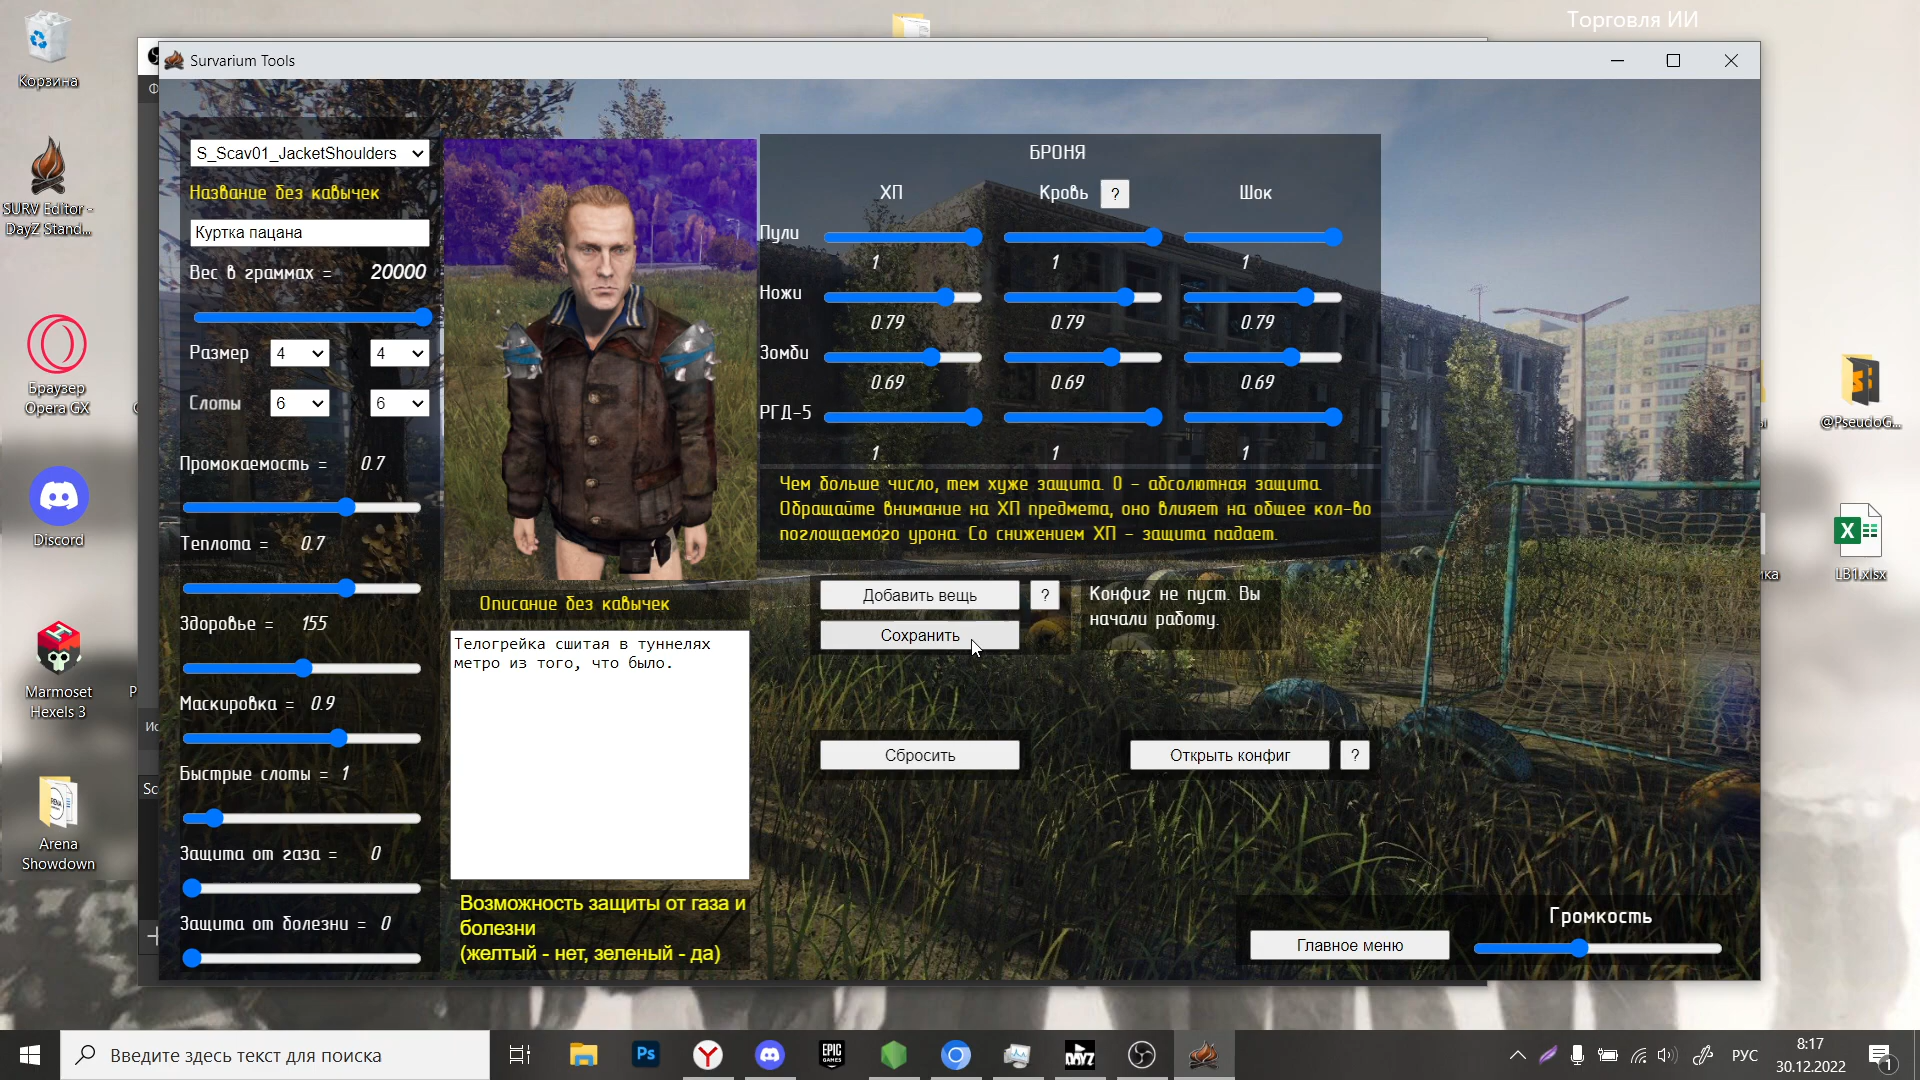 Торговля ИИ
Корзина
SURV Editor -
DayZ Stand...
Браузер
Opera GX
Discord
Marmoset
Hexels 3
Arena
Showdown
@PseudoG...
LB1.xlsx
Survarium Tools
S_Scav01_JacketShoulders
Название без кавычек
Куртка пацана
Вес в граммах = 20000
Размер 4 x 4
Слоты 6 x 6
Промокаемость = 0.7
Теплота = 0.7
Здоровье = 155
Маскировка = 0.9
Быстрые слоты = 1
Защита от газа = 0
Защита от болезни = 0
Описание без кавычек
Телогрейка сшитая в туннелях
метро из того, что было.
Возможность защиты от газа и
болезни
(желтый - нет, зеленый - да)
БРОНЯ
ХП Кровь ? Шок
Пули
1 1 1
Ножи
0.79 0.79 0.79
Зомби
0.69 0.69 0.69
РГД-5
1 1 1
Чем больше число, тем хуже защита. 0 - абсолютная защита.
Обращайте внимание на ХП предмета, оно влияет на общее кол-во
поглощаемого урона. Со снижением ХП - защита падает.
Добавить вещь ?
Конфиг не пуст. Вы
начали работу.
Сохранить
Сбросить
Открыть конфиг ?
Громкость
Главное меню
Введите здесь текст для поиска
Ps
EPIC
GAMES
DAYZ
РУС
8:17
30.12.2022
1